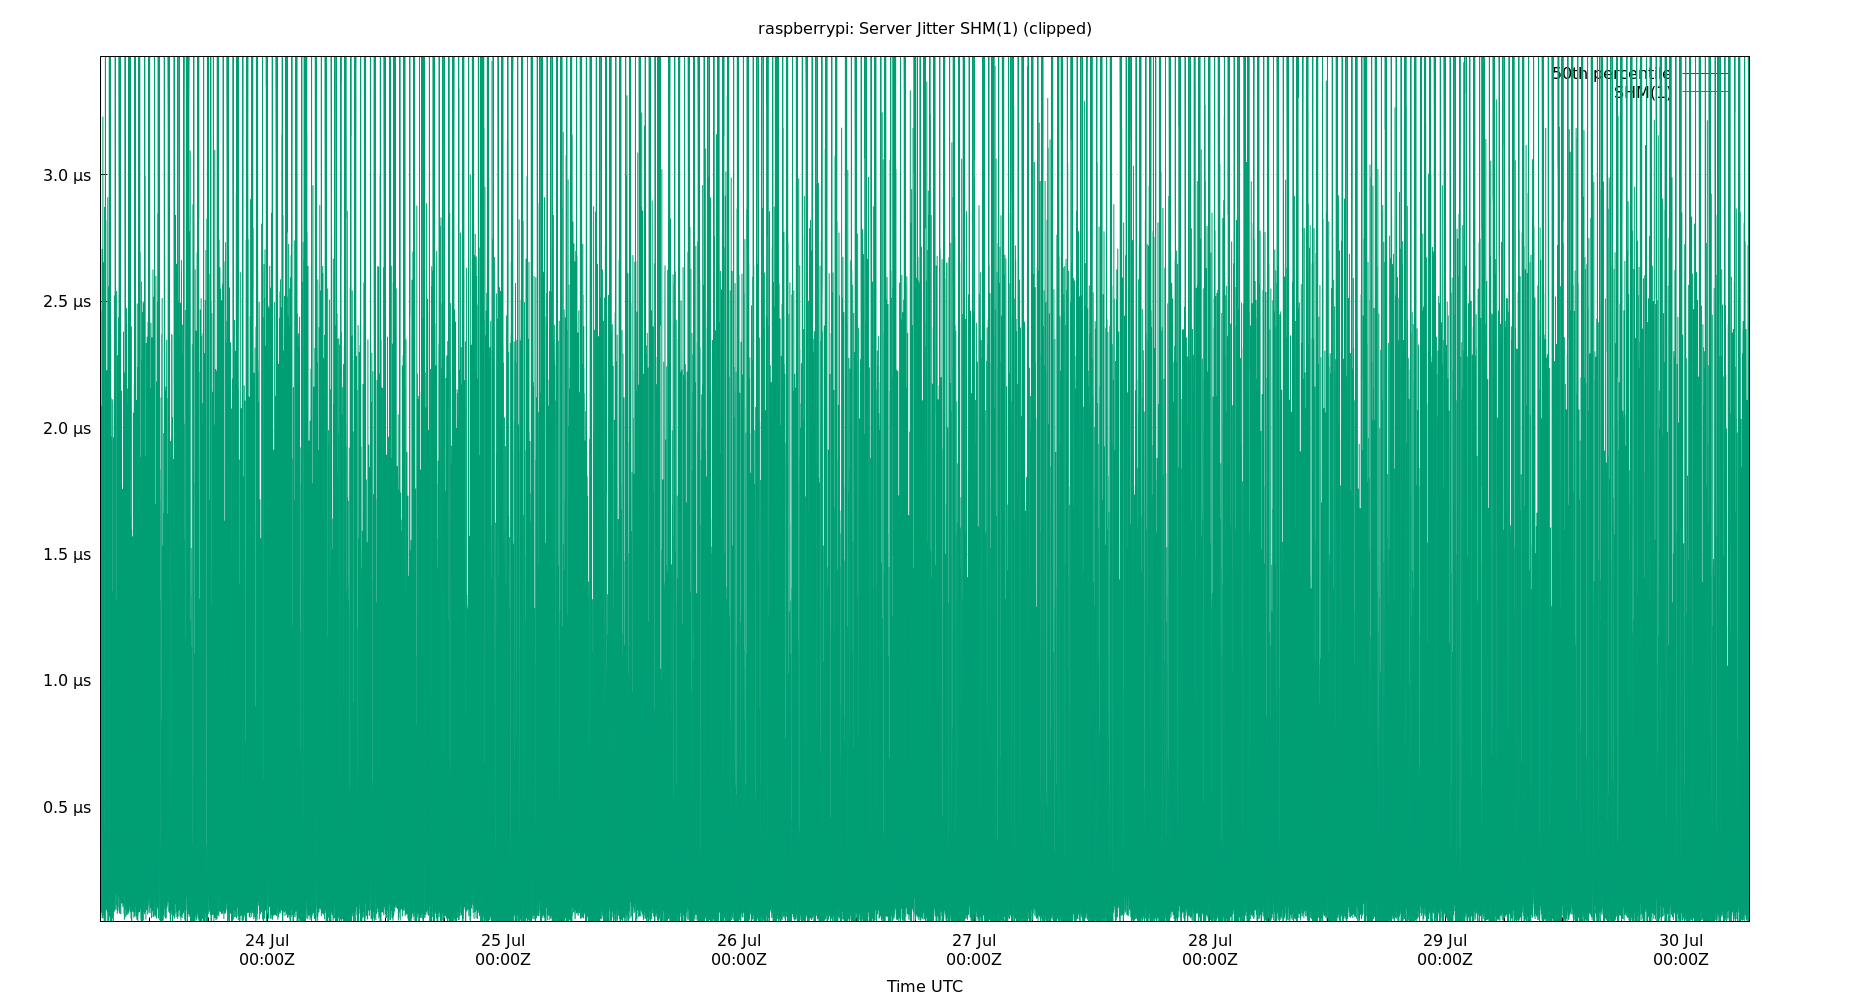 raspberrypi: Server Jitter SHM(1) (clipped)
50th percentile
SHM(1)
3.0 µs
2.5 µs
2.0 µs
1.5 µs
1.0 µs
0.5 µs
24 Jul 25 Jul 26 Jul 27 Jul 28 Jul 29 Jul 30 Jul
00:00Z 00:00Z 00:00Z 00:00Z 00:00Z 00:00Z 00:00Z
Time UTC